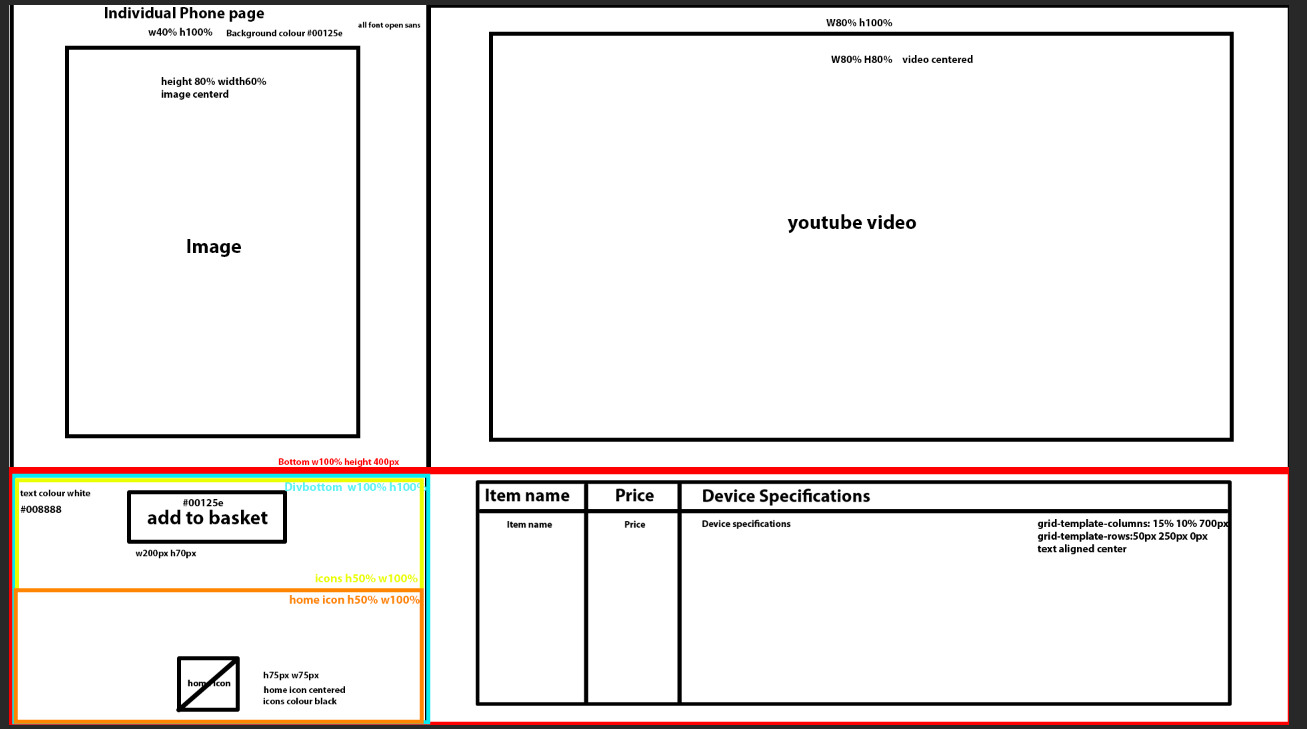 Individual Phone page
all font open sans
w40% h100% Background colour #00125e
height 80% width60%
image centerd
Image
W80% h100%
W80% H80% video centered
youtube video
Bottom w100% height 400px
Divbottom w100% h100%
text colour white
#008888
#00125e
add to basket
w200px h70px
icons h50% w100%
home icon h50% w100%
home icon
h75px w75px
home icon centered
icons colour black
Item name Price Device Specifications
Item name Price Device specifications
grid-template-columns: 15% 10% 700px
grid-template-rows:50px 250px 0px
text aligned center